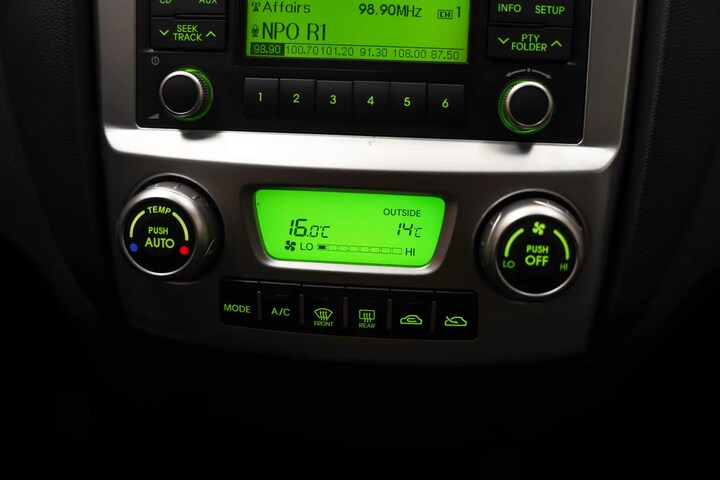 CD AUX
Affairs 98.90MHz CH 1
INFO SETUP
SEEK
TRACK
NPO R1
PTY
FOLDER
98.90 100.70 101.20 91.30 108.00 87.50
1 2 3 4 5 6
TEMP
PUSH
AUTO
OUTSIDE
16.0°C 14°C
LO HI
PUSH
OFF
LO HI
MODE A/C FRONT REAR